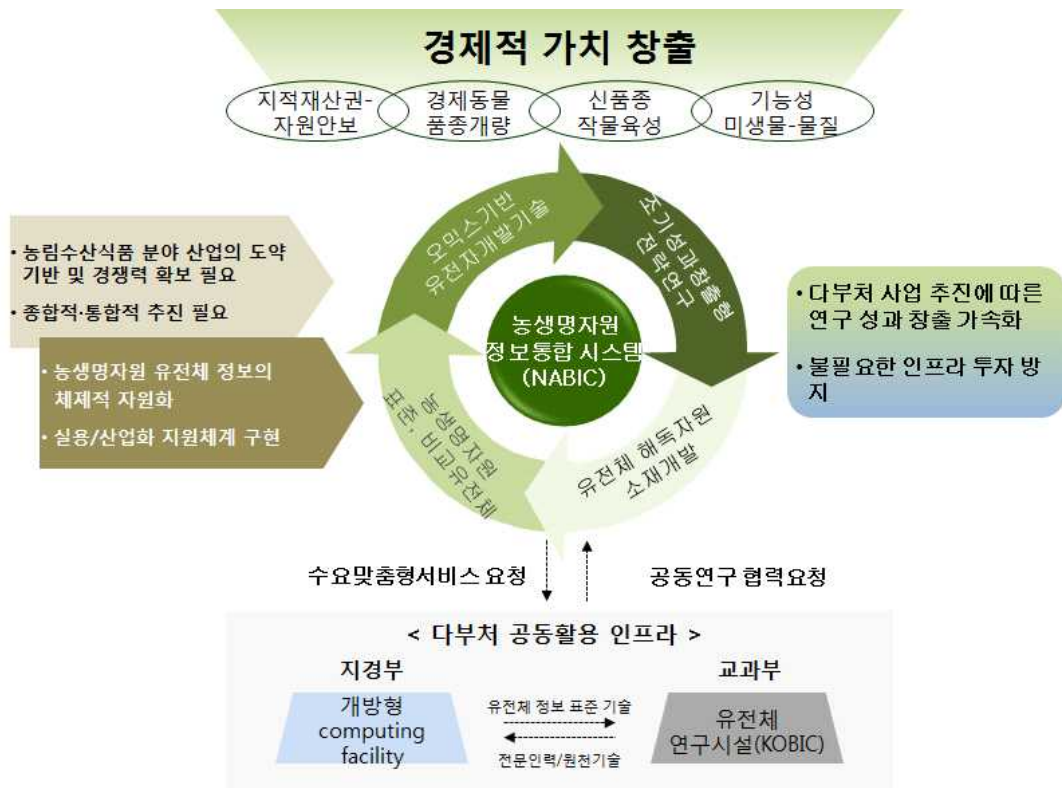 경제적 가치 창출
지적재산권-
자원안보
경제동물
품종개량
신품종
작물육성
기능성
미생물-물질
오믹스기반
유전자개발기술
조기성과창출형
전략연구
• 농림수산식품 분야 산업의 도약
기반 및 경쟁력 확보 필요
• 종합적·통합적 추진 필요
• 농생명자원 유전체 정보의
체제적 자원화
• 실용/산업화 지원체계 구현
농생명자원
정보통합 시스템
(NABIC)
• 다부처 사업 추진에 따른
연구 성과 창출 가속화
• 불필요한 인프라 투자 방
지
농생명자원
표준, 비교유전체
유전체 해독자원
소재개발
수요맞춤형서비스 요청
공동연구 협력요청
< 다부처 공동활용 인프라 >
지경부
교과부
개방형
computing
facility
유전체 정보 표준 기술
전문인력/원천기술
유전체
연구시설(KOBIC)